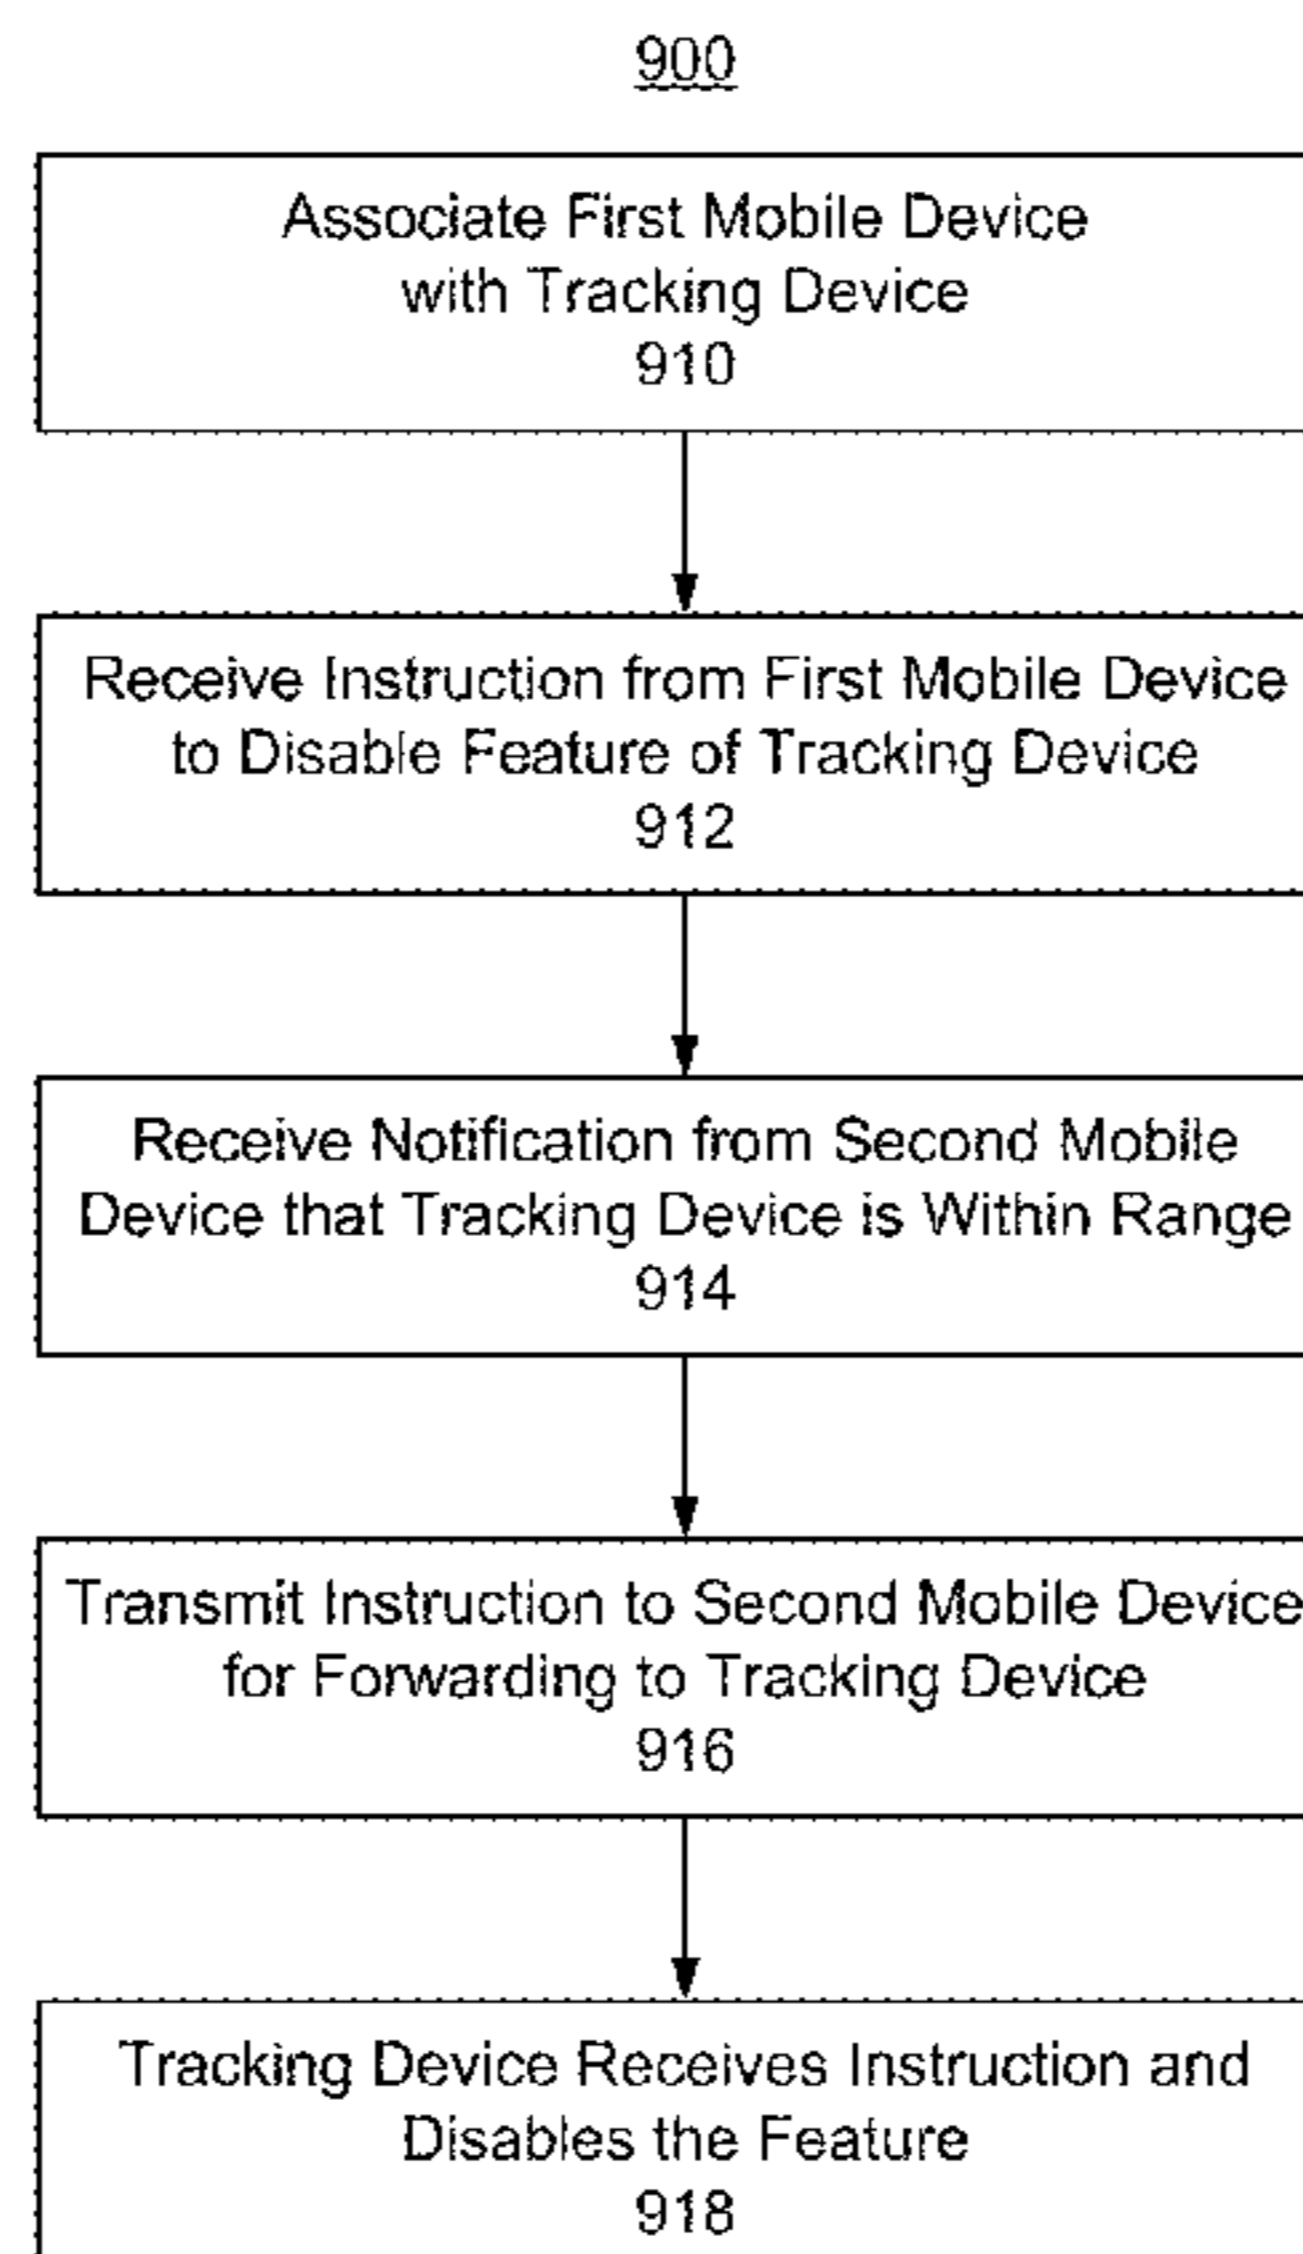 900
Associate First Mobile Device
with Tracking Device
910
Receive Instruction from First Mobile Device
to Disable Feature of Tracking Device
912
Receive Notification from Second Mobile
Device that Tracking Device is Within Range
914
Transmit Instruction to Second Mobile Device
for Forwarding to Tracking Device
916
Tracking Device Receives Instruction and
Disables the Feature
918